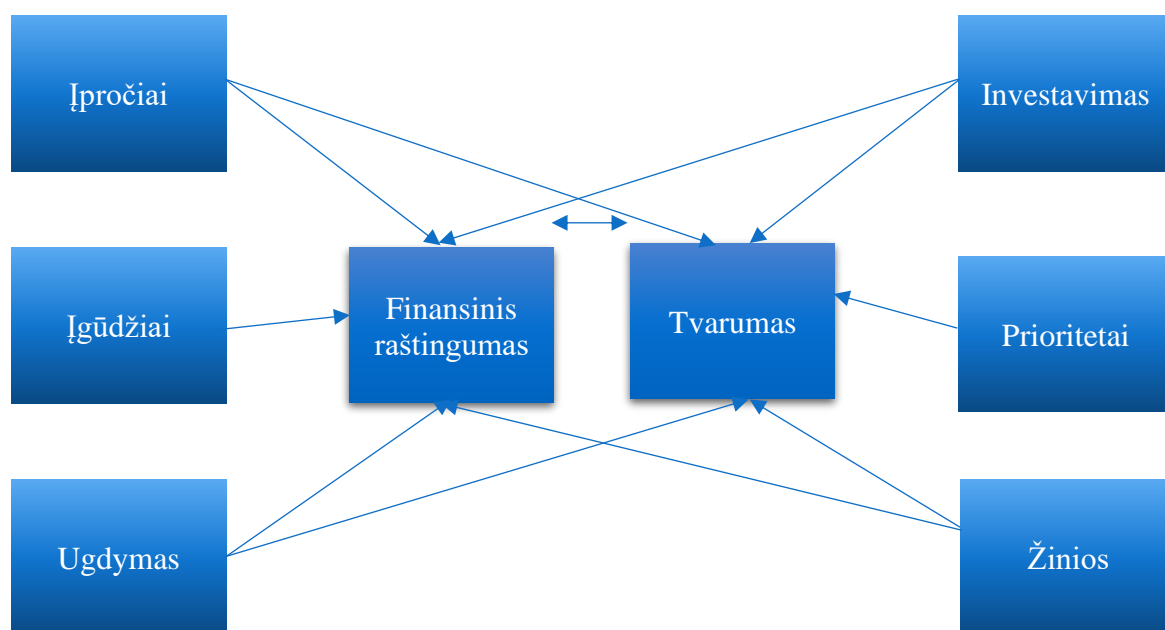 Įpročiai
Investavimas
Įgūdžiai
Finansinis
raštingumas
Tvarumas
Prioritetai
Ugdymas
Žinios